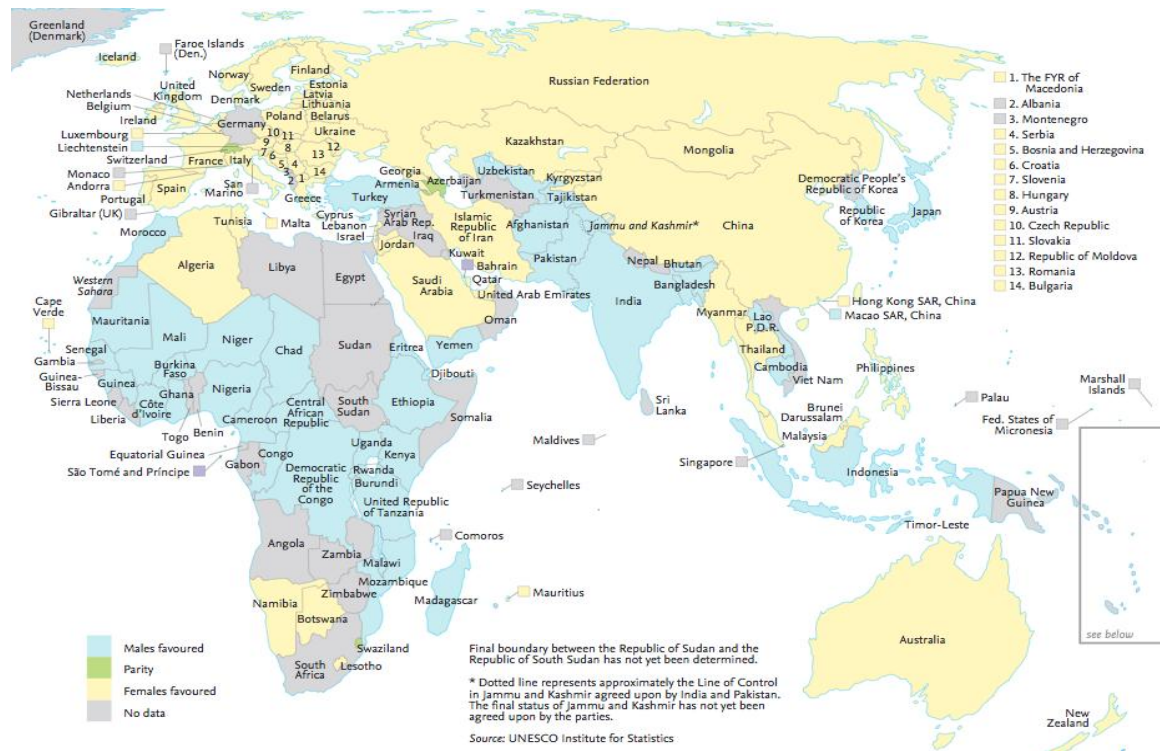 Greenland
(Denmark)
Faroe Islands
(Den.)
Iceland
Norway
Finland
Sweden
Estonia
Latvia
Lithuania
Belarus
United
Kingdom
Denmark
Netherlands
Belgium
Ireland
Germany
Poland
Ukraine
Luxembourg
Liechtenstein
Switzerland
France
Italy
Monaco
Andorra
Spain
San
Marino
Portugal
Gibraltar (UK)
Greece
10
11
9
8
12
7
6
13
5
4
3
2
1
14
Russian Federation
Kazakhstan
Mongolia
Georgia
Armenia
Azerbaijan
Turkey
Uzbekistan
Kyrgyzstan
Turkmenistan
Tajikistan
Democratic People's
Republic of Korea
Republic
of Korea
Japan
China
Tunisia
Malta
Cyprus
Lebanon
Israel
Syrian
Arab Rep.
Iraq
Jordan
Islamic
Republic
of Iran
Afghanistan
Jammu and Kashmir*
Pakistan
Kuwait
Bahrain
Qatar
Saudi
Arabia
United Arab Emirates
Oman
Yemen
Nepal
Bhutan
India
Bangladesh
Myanmar
Lao
P.D.R.
Thailand
Cambodia
Viet Nam
Hong Kong SAR, China
Macao SAR, China
Philippines
Morocco
Algeria
Libya
Egypt
Western
Sahara
Cape
Verde
Mauritania
Mali
Niger
Chad
Sudan
Eritrea
Senegal
Gambia
Guinea-
Bissau
Guinea
Sierra Leone
Liberia
Burkina
Faso
Côte
d'Ivoire
Ghana
Togo
Benin
Nigeria
Cameroon
Central
African
Republic
South
Sudan
Ethiopia
Djibouti
Somalia
Equatorial Guinea
São Tomé and Príncipe
Gabon
Congo
Democratic
Republic
of the
Congo
Uganda
Kenya
Rwanda
Burundi
United Republic
of Tanzania
Angola
Zambia
Malawi
Mozambique
Zimbabwe
Namibia
Botswana
Swaziland
South
Africa
Lesotho
Madagascar
Comoros
Seychelles
Mauritius
Maldives
Sri
Lanka
Singapore
Malaysia
Brunei
Darussalam
Indonesia
Timor-Leste
Papua New
Guinea
Palau
Marshall
Islands
Fed. States of
Micronesia
Australia
New
Zealand
see below
1. The FYR of
Macedonia
2. Albania
3. Montenegro
4. Serbia
5. Bosnia and Herzegovina
6. Croatia
7. Slovenia
8. Hungary
9. Austria
10. Czech Republic
11. Slovakia
12. Republic of Moldova
13. Romania
14. Bulgaria
Males favoured
Parity
Females favoured
No data
Final boundary between the Republic of Sudan and the
Republic of South Sudan has not yet been determined.
* Dotted line represents approximately the Line of Control
in Jammu and Kashmir agreed upon by India and Pakistan.
The final status of Jammu and Kashmir has not yet been
agreed upon by the parties.
Source: UNESCO Institute for Statistics